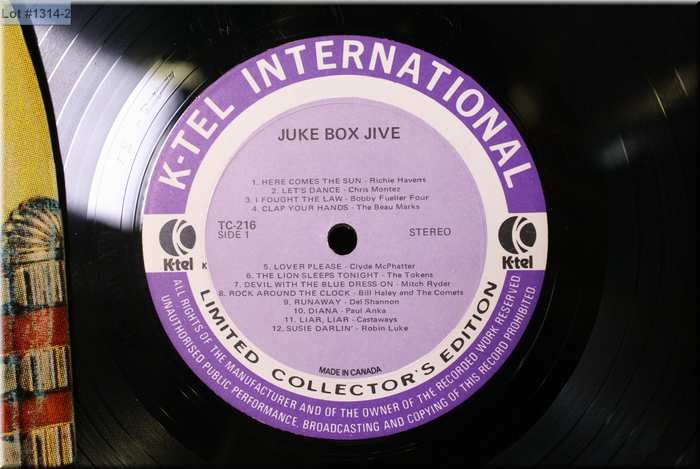 Lot #1314-2
K-TEL INTERNATIONAL
JUKE BOX JIVE
1. HERE COMES THE SUN - Richie Havens
2. LET'S DANCE - Chris Montez
3. I FOUGHT THE LAW - Bobby Fueller Four
4. CLAP YOUR HANDS - The Beau Marks
TC-216
SIDE 1
STEREO
K-tel
K-tel
K
5. LOVER PLEASE - Clyde McPhatter
6. THE LION SLEEPS TONIGHT - The Tokens
7. DEVIL WITH THE BLUE DRESS ON - Mitch Ryder
8. ROCK AROUND THE CLOCK - Bill Haley and The Comets
9. RUNAWAY - Del Shannon
10. DIANA - Paul Anka
11. LIAR, LIAR - Castaways
12. SUSIE DARLIN' - Robin Luke
MADE IN CANADA
LIMITED COLLECTOR'S EDITION
ALL RIGHTS OF THE MANUFACTURER AND OF THE OWNER OF THE RECORDED WORK RESERVED
UNAUTHORISED PUBLIC PERFORMANCE, BROADCASTING AND COPYING OF THIS RECORD PROHIBITED.